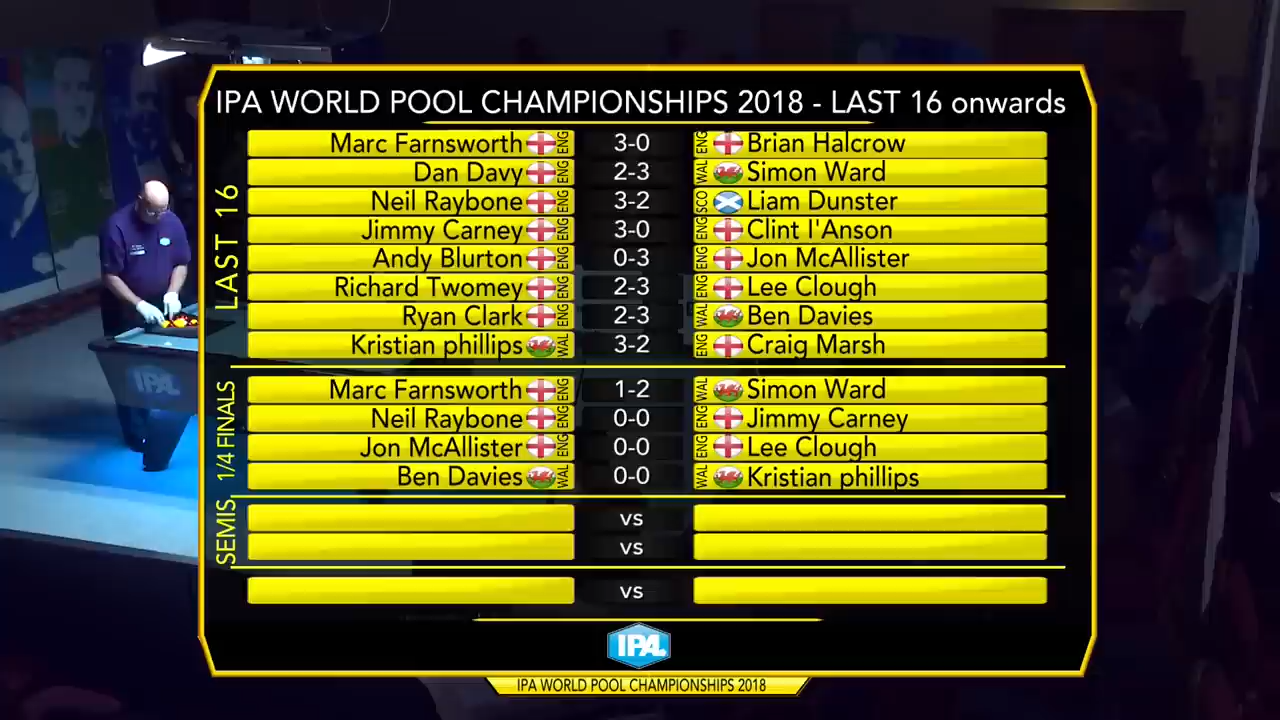 IPA WORLD POOL CHAMPIONSHIPS 2018 - LAST 16 onwards
LAST 16
Marc Farnsworth ENG 3-0 ENG Brian Halcrow
Dan Davy ENG 2-3 WAL Simon Ward
Neil Raybone ENG 3-2 SCO Liam Dunster
Jimmy Carney ENG 3-0 ENG Clint I'Anson
Andy Blurton ENG 0-3 ENG Jon McAllister
Richard Twomey ENG 2-3 ENG Lee Clough
Ryan Clark ENG 2-3 WAL Ben Davies
Kristian phillips WAL 3-2 ENG Craig Marsh
1/4 FINALS
Marc Farnsworth ENG 1-2 WAL Simon Ward
Neil Raybone ENG 0-0 ENG Jimmy Carney
Jon McAllister ENG 0-0 ENG Lee Clough
Ben Davies WAL 0-0 WAL Kristian phillips
SEMIS
vs
vs
vs
IPA
IPA WORLD POOL CHAMPIONSHIPS 2018
IPA